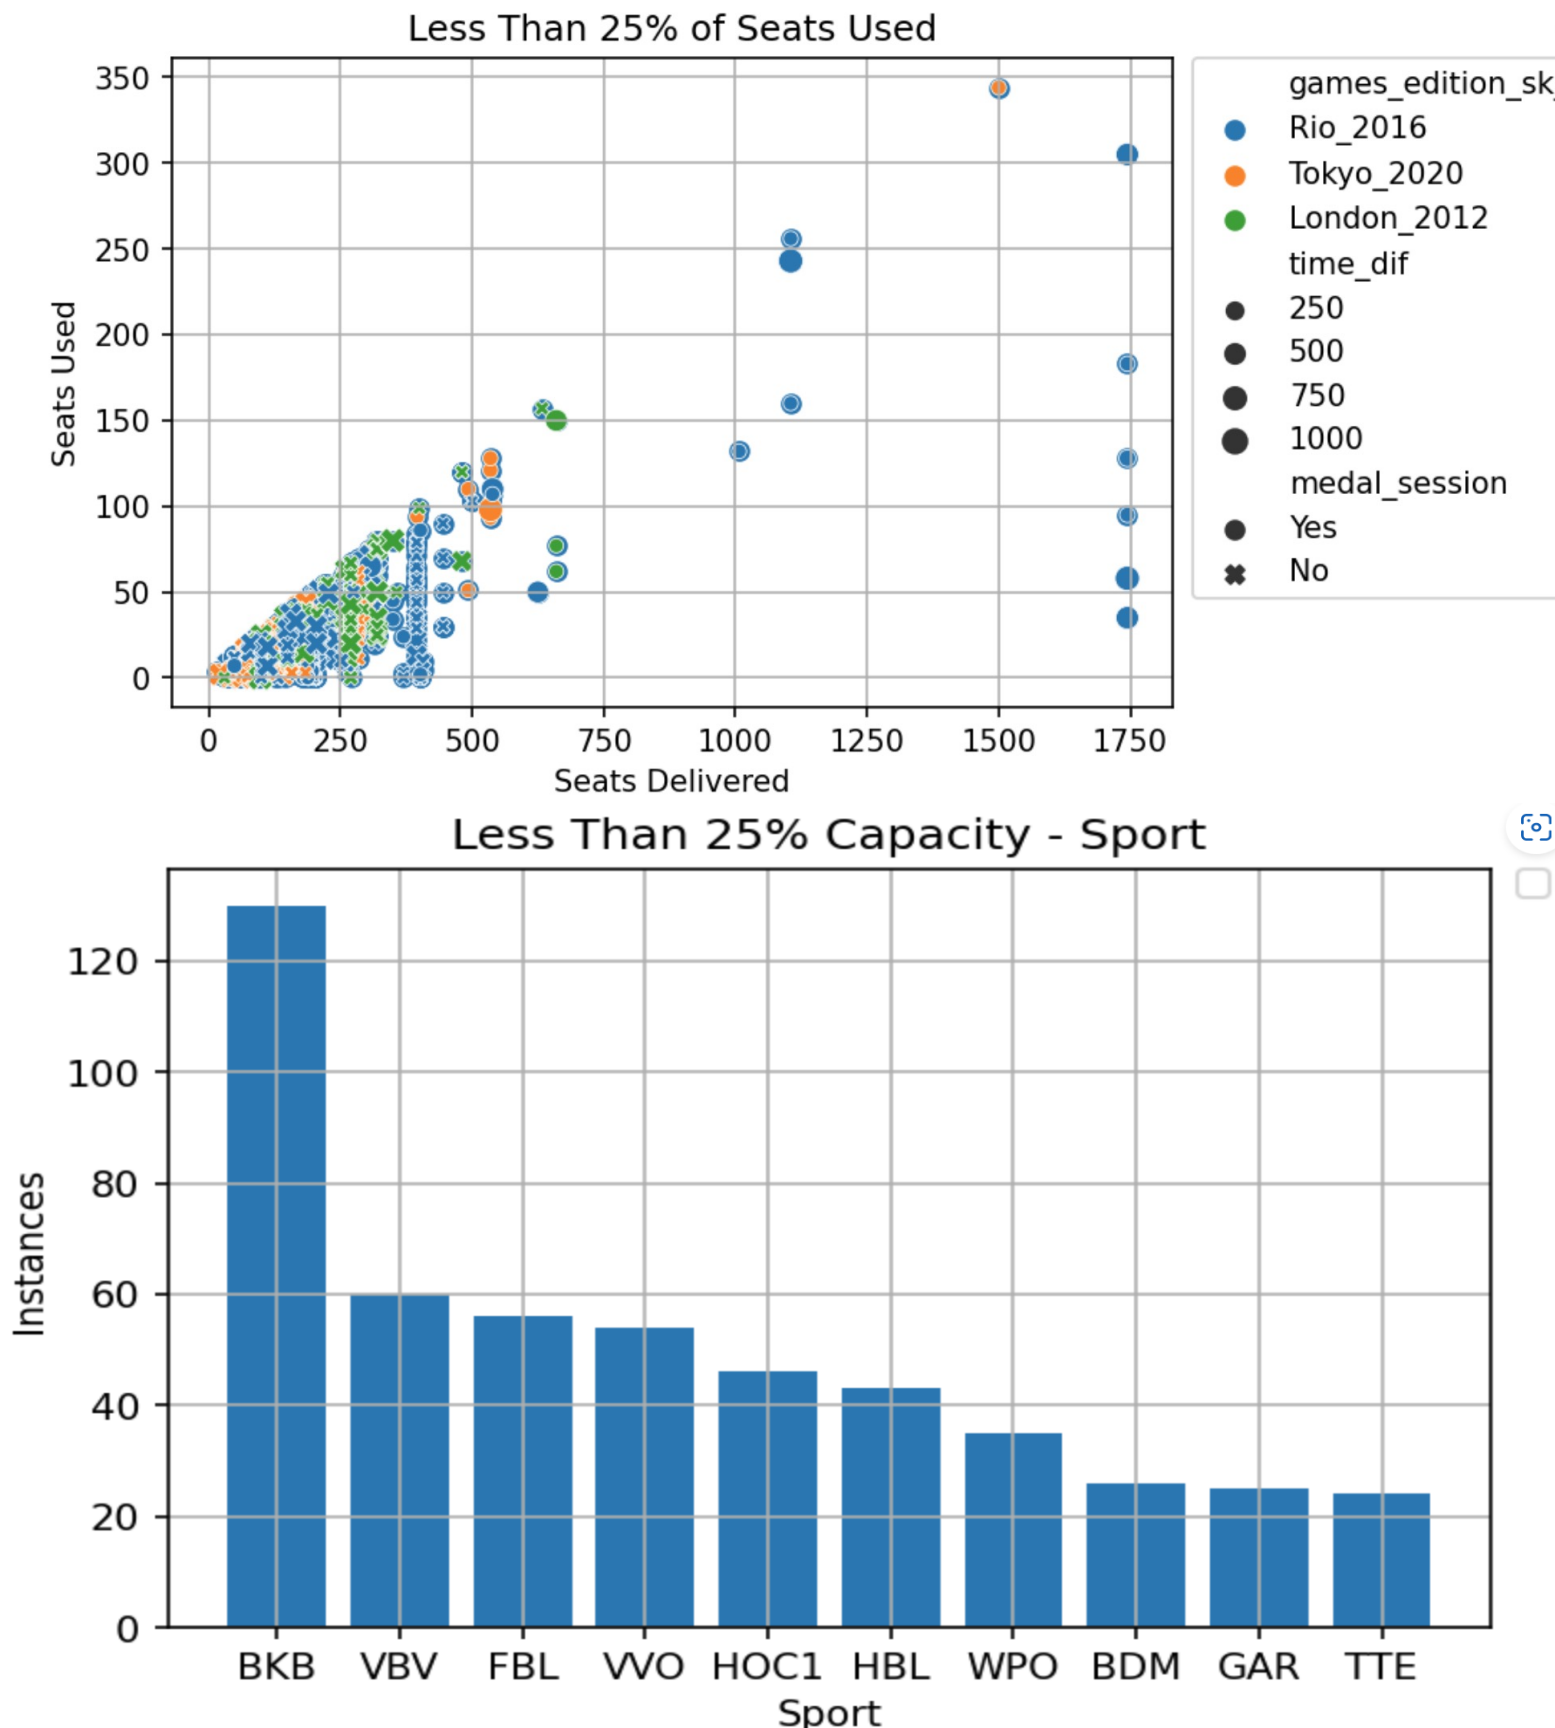 Less Than 25% of Seats Used
350
300
250
200
150
100
50
0
Seats Used
0 250 500 750 1000 1250 1500 1750
Seats Delivered
games_edition_sk_
Rio_2016
Tokyo_2020
London_2012
time_dif
250
500
750
1000
medal_session
Yes
No
Less Than 25% Capacity - Sport
120
100
80
60
40
20
0
Instances
BKB VBV FBL VVO HOC1 HBL WPO BDM GAR TTE
Sport